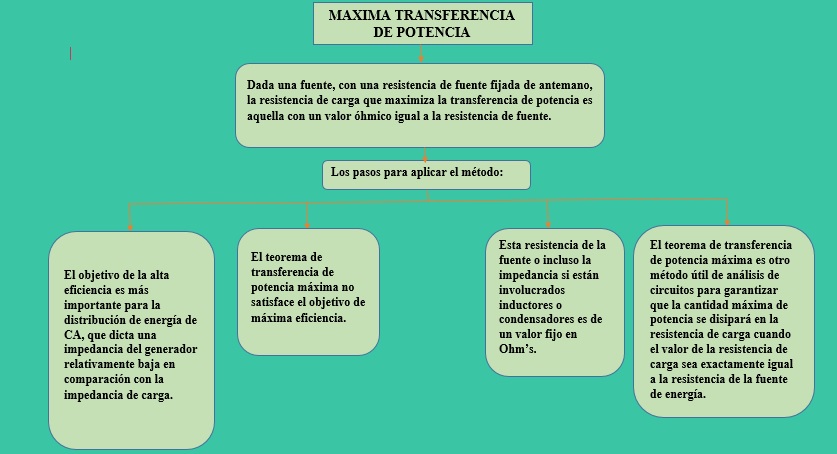 MAXIMA TRANSFERENCIA
DE POTENCIA
Dada una fuente, con una resistencia de fuente fijada de antemano,
la resistencia de carga que maximiza la transferencia de potencia es
aquella con un valor óhmico igual a la resistencia de fuente.
Los pasos para aplicar el método:
El objetivo de la alta
eficiencia es más
importante para la
distribución de energía de
CA, que dicta una
impedancia del generador
relativamente baja en
comparación con la
impedancia de carga.
El teorema de
transferencia de
potencia máxima no
satisface el objetivo de
máxima eficiencia.
Esta resistencia de la
fuente o incluso la
impedancia si están
involucrados
inductores o
condensadores es de
un valor fijo en
Ohm's.
El teorema de transferencia
de potencia máxima es otro
método útil de análisis de
circuitos para garantizar
que la cantidad máxima de
potencia se disipará en la
resistencia de carga cuando
el valor de la resistencia de
carga sea exactamente igual
a la resistencia de la fuente
de energía.